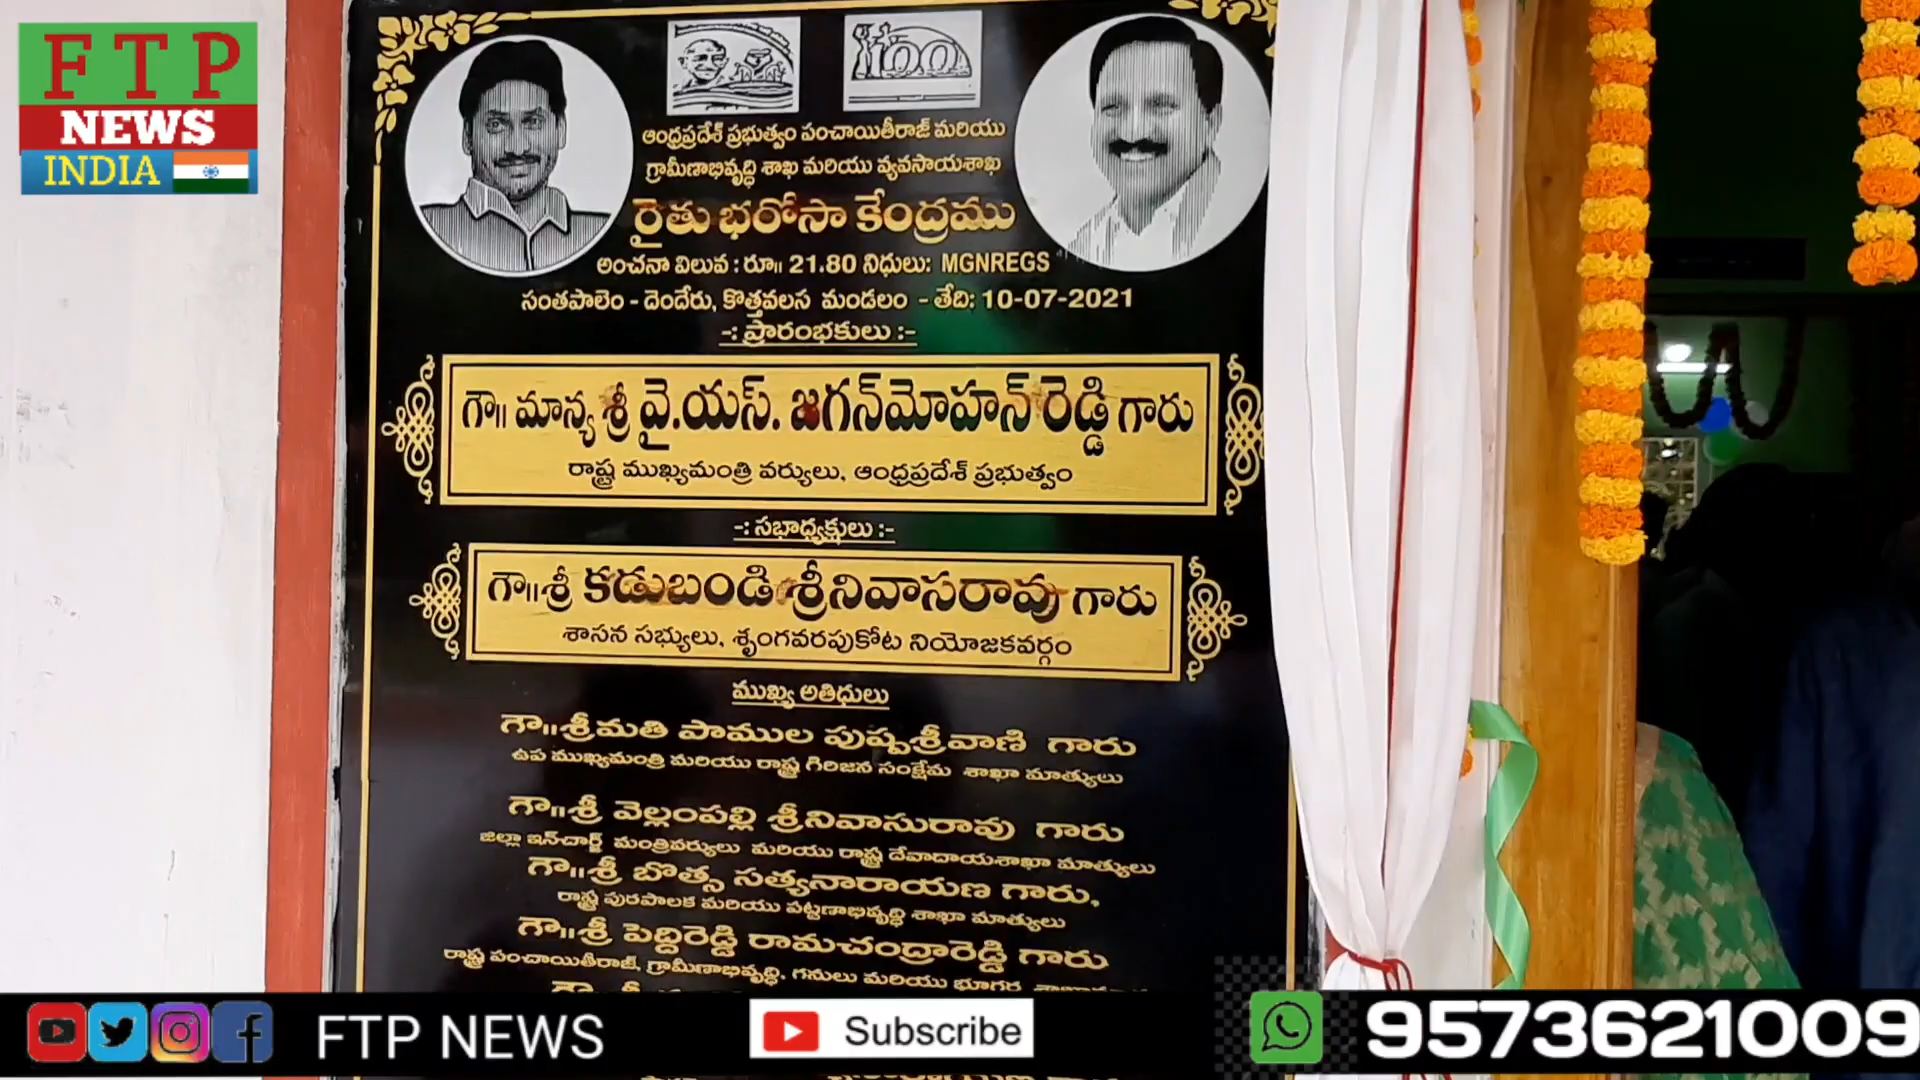 FTP
NEWS
INDIA
ఆంధ్రప్రదేశ్ ప్రభుత్వం పంచాయితీరాజ్ మరియు
గ్రామీణాభివృద్ధి శాఖ మరియు వ్యవసాయశాఖ
రైతు భరోసా కేంద్రము
అంచనా విలువ : రూ॥ 21.80 నిధులు: MGNREGS
సంతపాలెం - దెందేరు, కొత్తవలస మండలం - తేది: 10-07-2021
-: ప్రారంభకులు :-
గౌ॥ మాన్య శ్రీ వై.యస్. జగన్‌మోహన్ రెడ్డి గారు
రాష్ట్ర ముఖ్యమంత్రి వర్యులు, ఆంధ్రప్రదేశ్ ప్రభుత్వం
-: సభాధ్యక్షులు :-
గౌ॥శ్రీ కడుబండి శ్రీనివాసరావు గారు
శాసన సభ్యులు, శృంగవరపుకోట నియోజకవర్గం
ముఖ్య అతిధులు
గౌ॥శ్రీమతి పాముల పుష్పశ్రీవాణి గారు
ఉప ముఖ్యమంత్రి మరియు రాష్ట్ర గిరిజన సంక్షేమ శాఖా మాత్యులు
గౌ॥శ్రీ వెల్లంపల్లి శ్రీనివాసురావు గారు
జిల్లా ఇన్‌చార్జ్ మంత్రివర్యులు మరియు రాష్ట్ర దేవాదాయశాఖా మాత్యులు
గౌ॥శ్రీ బొత్స సత్యనారాయణ గారు,
రాష్ట్ర పురపాలక మరియు పట్టణాభివృద్ధి శాఖా మాత్యులు
గౌ॥శ్రీ పెద్దిరెడ్డి రామచంద్రారెడ్డి గారు
రాష్ట్ర పంచాయితీరాజ్, గ్రామీణాభివృద్ధి, గనులు మరియు భూగర్భ
FTP NEWS
Subscribe
9573621009